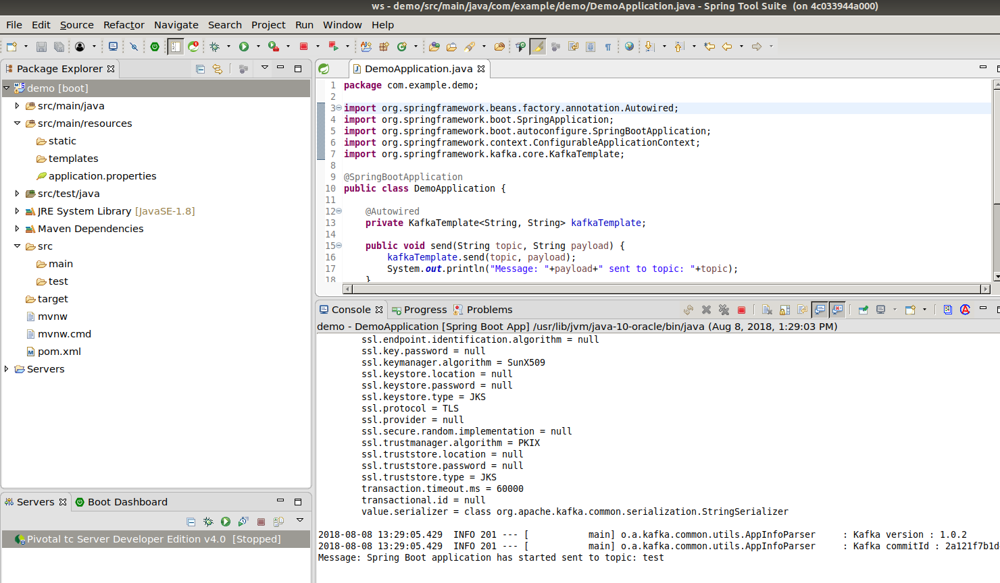 ws - demo/src/main/java/com/example/demo/DemoApplication.java - Spring Tool Suite  (on 4c033944a000)
File Edit Source Refactor Navigate Search Project Run Window Help
Package Explorer
demo [boot]
src/main/java
src/main/resources
static
templates
application.properties
src/test/java
JRE System Library [JavaSE-1.8]
Maven Dependencies
src
main
test
target
mvnw
mvnw.cmd
pom.xml
Servers
Servers Boot Dashboard
Pivotal tc Server Developer Edition v4.0  [Stopped]
DemoApplication.java
1 package com.example.demo;
2
3 import org.springframework.beans.factory.annotation.Autowired;
4 import org.springframework.boot.SpringApplication;
5 import org.springframework.boot.autoconfigure.SpringBootApplication;
6 import org.springframework.context.ConfigurableApplicationContext;
7 import org.springframework.kafka.core.KafkaTemplate;
8
9 @SpringBootApplication
10 public class DemoApplication {
11
12     @Autowired
13     private KafkaTemplate<String, String> kafkaTemplate;
14
15     public void send(String topic, String payload) {
16         kafkaTemplate.send(topic, payload);
17         System.out.println("Message: "+payload+" sent to topic: "+topic);
18     }
Console Progress Problems
demo - DemoApplication [Spring Boot App] /usr/lib/jvm/java-10-oracle/bin/java (Aug 8, 2018, 1:29:03 PM)
ssl.endpoint.identification.algorithm = null
ssl.key.password = null
ssl.keymanager.algorithm = SunX509
ssl.keystore.location = null
ssl.keystore.password = null
ssl.keystore.type = JKS
ssl.protocol = TLS
ssl.provider = null
ssl.secure.random.implementation = null
ssl.trustmanager.algorithm = PKIX
ssl.truststore.location = null
ssl.truststore.password = null
ssl.truststore.type = JKS
transaction.timeout.ms = 60000
transactional.id = null
value.serializer = class org.apache.kafka.common.serialization.StringSerializer
2018-08-08 13:29:05.429  INFO 201 --- [           main] o.a.kafka.common.utils.AppInfoParser     : Kafka version : 1.0.2
2018-08-08 13:29:05.429  INFO 201 --- [           main] o.a.kafka.common.utils.AppInfoParser     : Kafka commitId : 2a121f7b1d
Message: Spring Boot application has started sent to topic: test